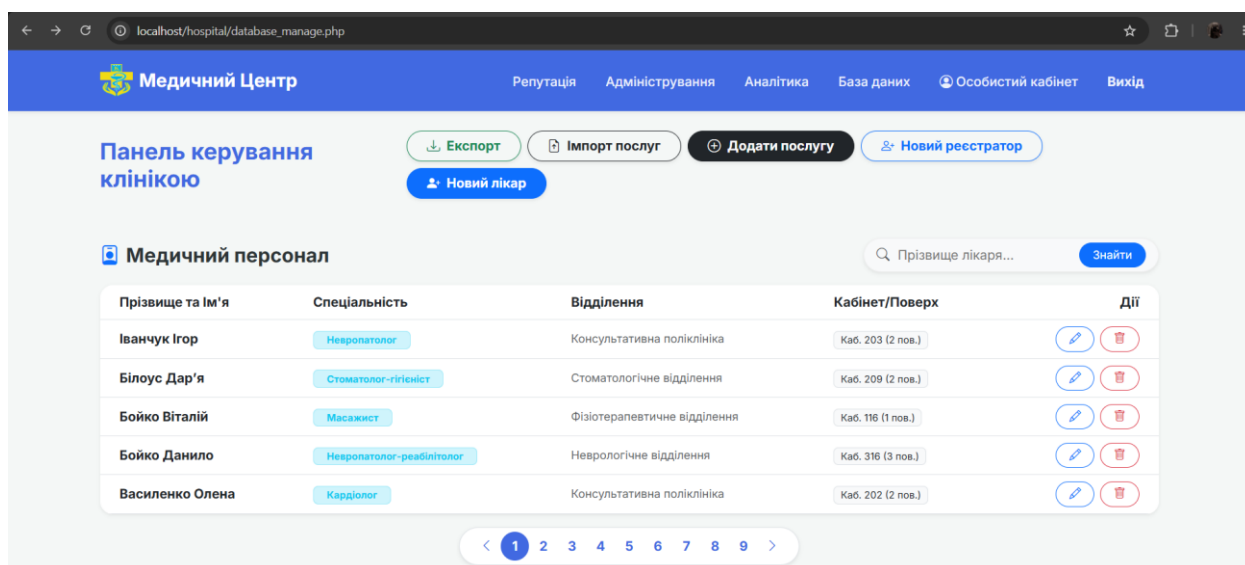 localhost/hospital/database_manage.php
Медичний Центр Репутація Адміністрування Аналітика База даних Особистий кабінет Вихід
Панель керування
клінікою
Експорт Імпорт послуг Додати послугу Новий реєстратор
Новий лікар
Медичний персонал Прізвище лікаря... Знайти
Прізвище та Ім'я Спеціальність Відділення Кабінет/Поверх Дії
Іванчук Ігор Невропатолог Консультативна поліклініка Каб. 203 (2 пов.)
Білоус Дар’я Стоматолог-гігієніст Стоматологічне відділення Каб. 209 (2 пов.)
Бойко Віталій Масажист Фізіотерапевтичне відділення Каб. 116 (1 пов.)
Бойко Данило Невропатолог-реабілітолог Неврологічне відділення Каб. 316 (3 пов.)
Василенко Олена Кардіолог Консультативна поліклініка Каб. 202 (2 пов.)
1 2 3 4 5 6 7 8 9